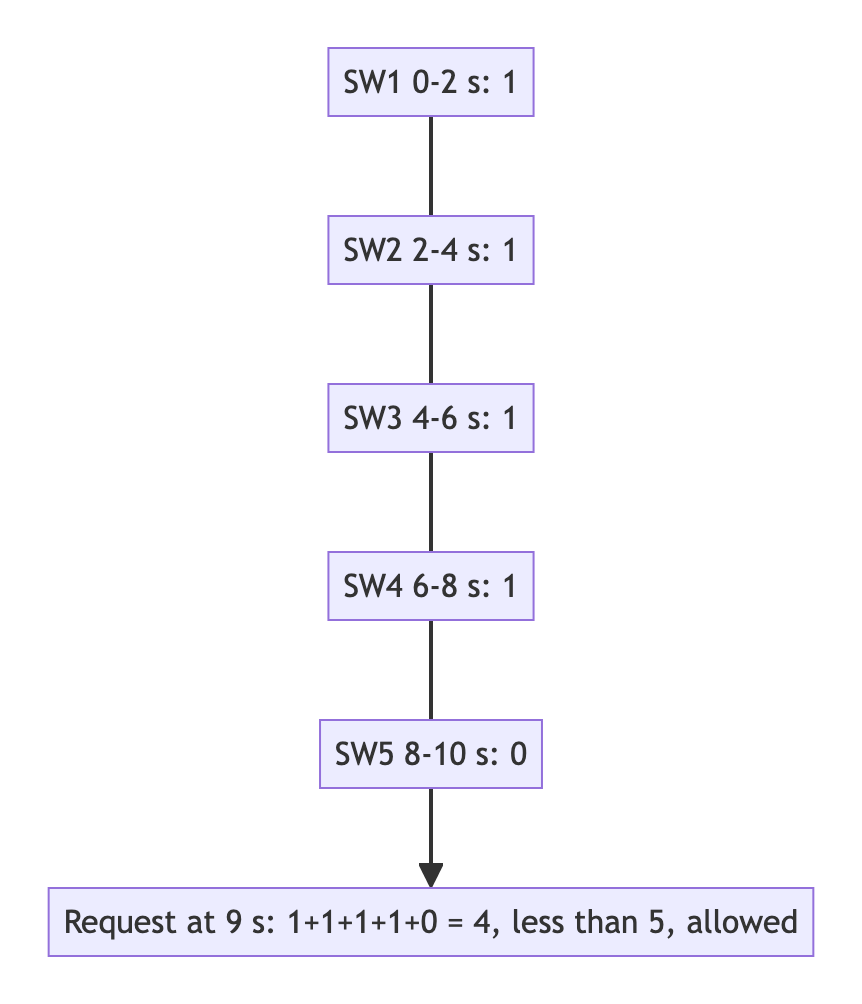 SW1 0-2 s: 1
SW2 2-4 s: 1
SW3 4-6 s: 1
SW4 6-8 s: 1
SW5 8-10 s: 0
Request at 9 s: 1+1+1+1+0 = 4, less than 5, allowed